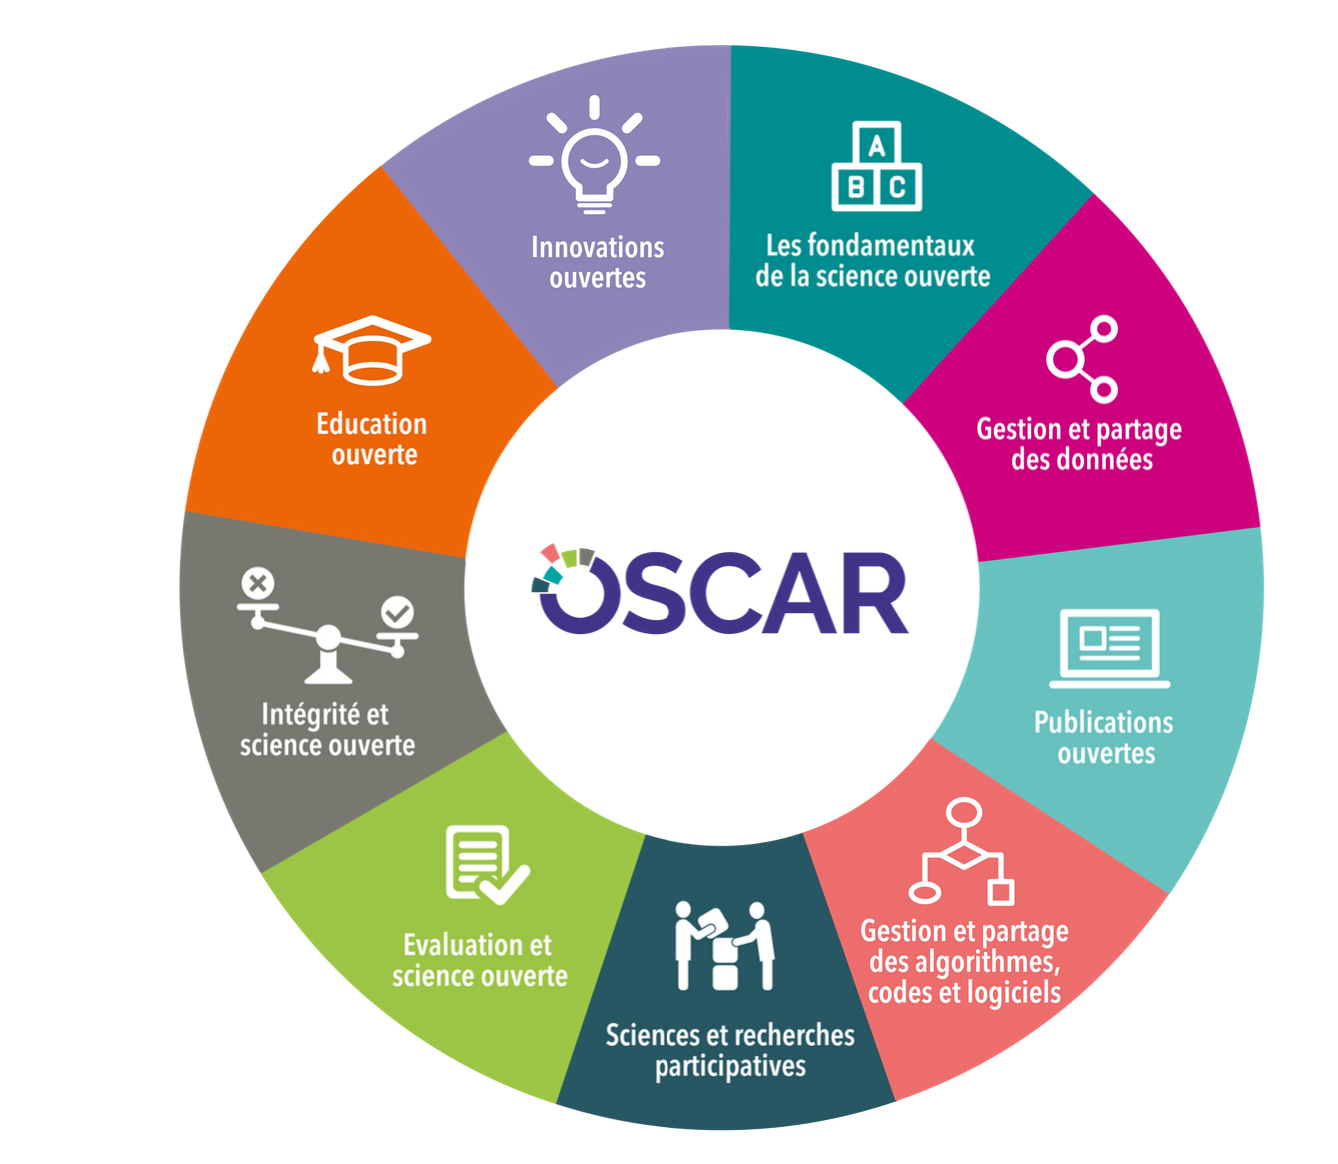 Innovations
ouvertes
A
B C
Les fondamentaux
de la science ouverte
Gestion et partage
des données
Publications
ouvertes
Gestion et partage
des algorithmes,
codes et logiciels
Sciences et recherches
participatives
Evaluation et
science ouverte
Intégrité et
science ouverte
Education
ouverte
OSCAR